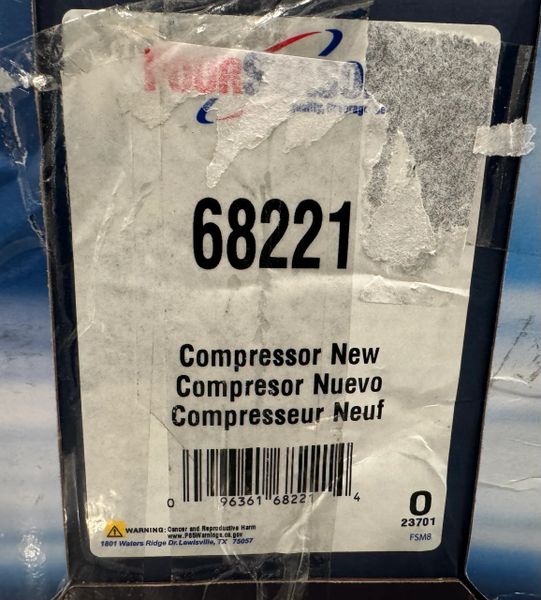 68221
Compressor New
Compresor Nuevo
Compresseur Neuf
0 96361 68221 4
0
23701
FSM8
WARNING: Cancer and Reproductive Harm
www.P65Warnings.ca.gov
1801 Waters Ridge Dr. Lewisville, TX 75057